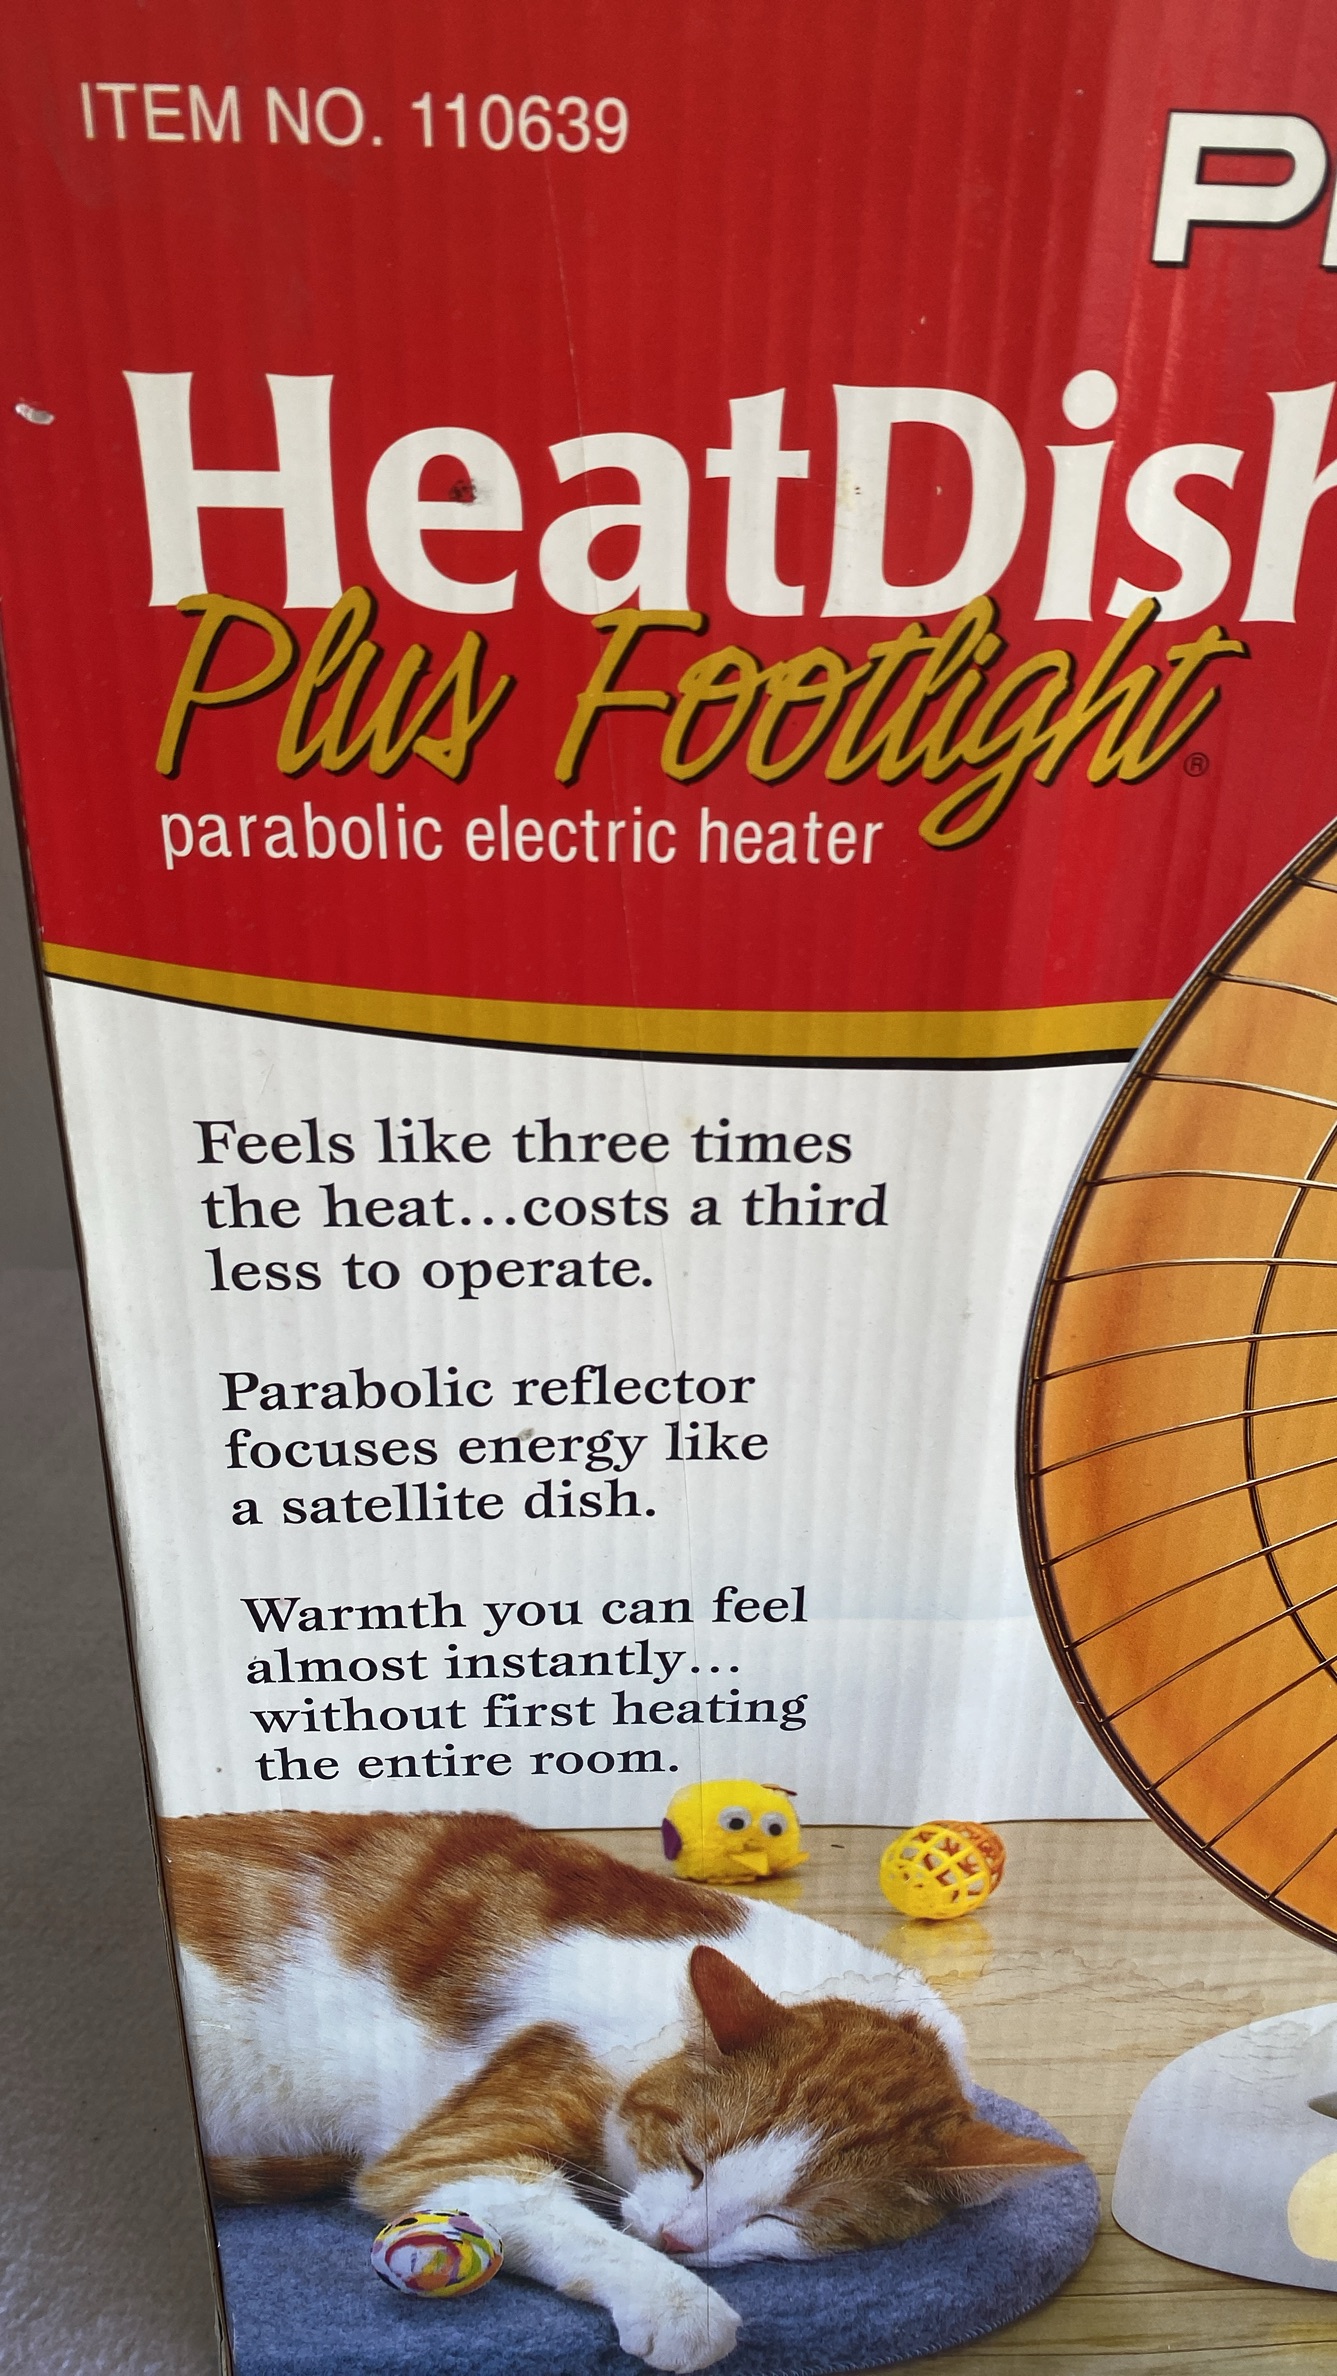 ITEM NO. 110639
HeatDish
Plus Footlight®
parabolic electric heater
Feels like three times
the heat...costs a third
less to operate.
Parabolic reflector
focuses energy like
a satellite dish.
Warmth you can feel
almost instantly...
without first heating
the entire room.